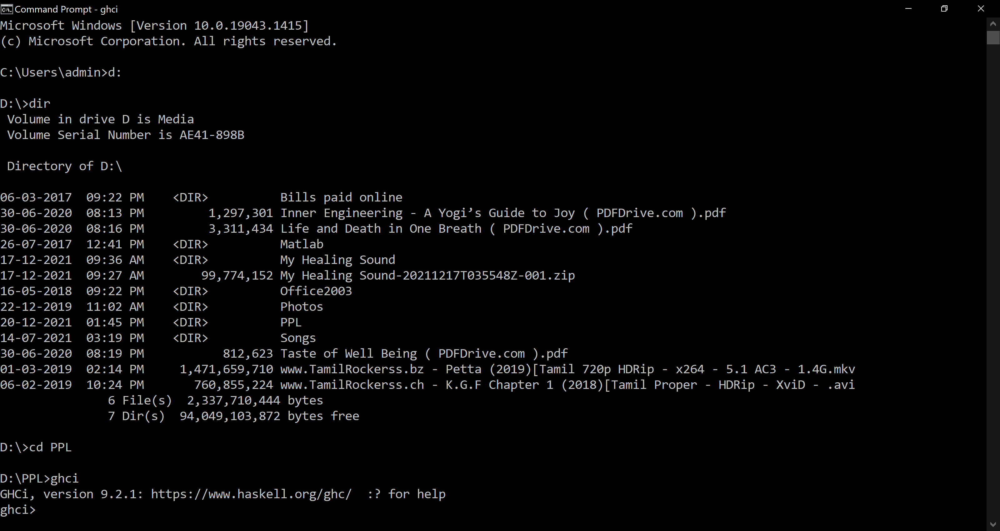 Command Prompt - ghci
Microsoft Windows [Version 10.0.19043.1415]
(c) Microsoft Corporation. All rights reserved.
C:\Users\admin>d:
D:\>dir
 Volume in drive D is Media
 Volume Serial Number is AE41-898B
 Directory of D:\
06-03-2017  09:22 PM    <DIR>          Bills paid online
30-06-2020  08:13 PM         1,297,301 Inner Engineering - A Yogi’s Guide to Joy ( PDFDrive.com ).pdf
30-06-2020  08:16 PM         3,311,434 Life and Death in One Breath ( PDFDrive.com ).pdf
26-07-2017  12:41 PM    <DIR>          Matlab
17-12-2021  09:36 AM    <DIR>          My Healing Sound
17-12-2021  09:27 AM        99,774,152 My Healing Sound-20211217T035548Z-001.zip
16-05-2018  09:22 PM    <DIR>          Office2003
22-12-2019  11:02 AM    <DIR>          Photos
20-12-2021  01:45 PM    <DIR>          PPL
14-07-2021  03:19 PM    <DIR>          Songs
30-06-2020  08:19 PM           812,623 Taste of Well Being ( PDFDrive.com ).pdf
01-03-2019  02:14 PM     1,471,659,710 www.TamilRockerss.bz - Petta (2019)[Tamil 720p HDRip - x264 - 5.1 AC3 - 1.4G.mkv
06-02-2019  10:24 PM       760,855,224 www.TamilRockerss.ch - K.G.F Chapter 1 (2018)[Tamil Proper - HDRip - XviD - .avi
               6 File(s)  2,337,710,444 bytes
               7 Dir(s)  94,049,103,872 bytes free
D:\>cd PPL
D:\PPL>ghci
GHCi, version 9.2.1: https://www.haskell.org/ghc/  :? for help
ghci>